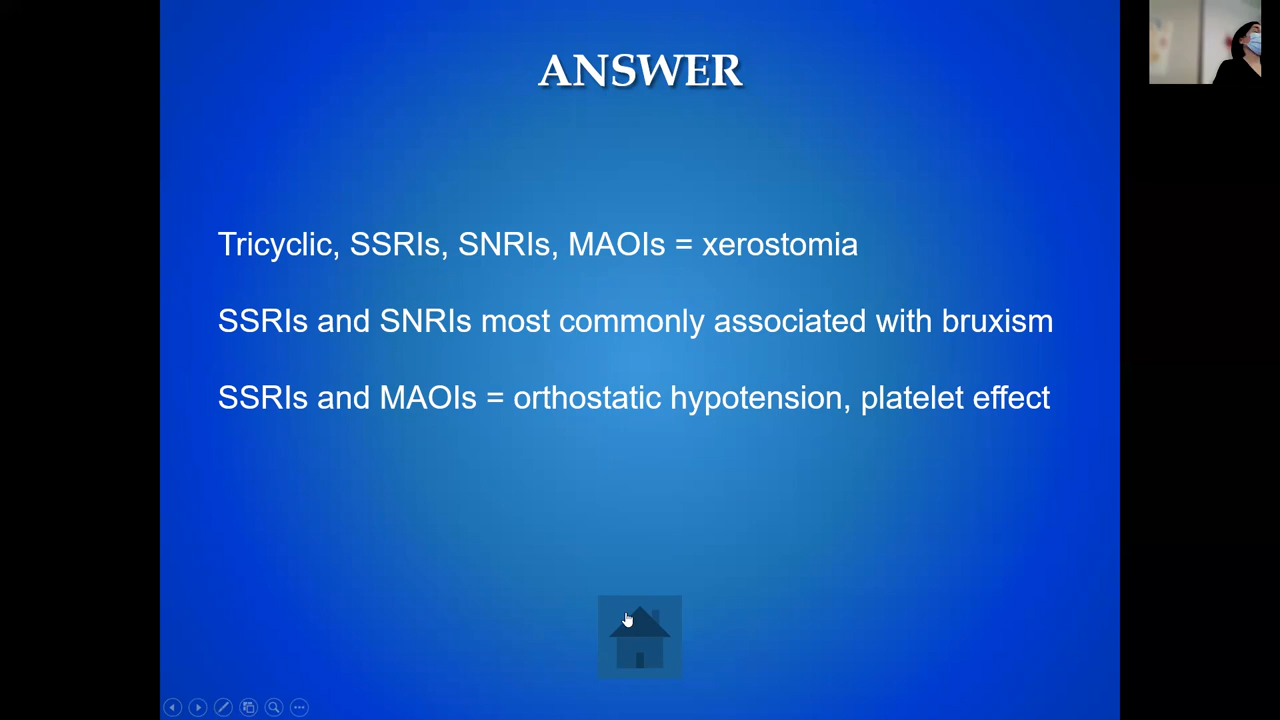 ANSWER
Tricyclic, SSRIs, SNRIs, MAOIs = xerostomia
SSRIs and SNRIs most commonly associated with bruxism
SSRIs and MAOIs = orthostatic hypotension, platelet effect